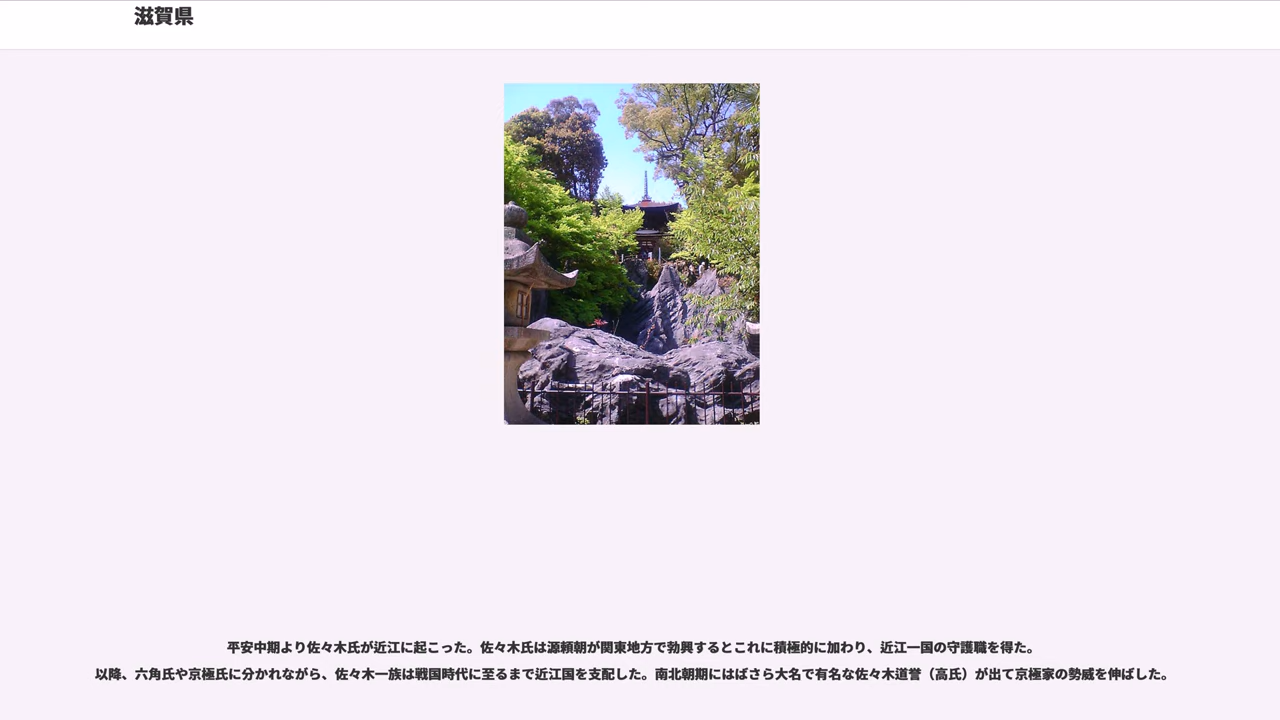 滋賀県
平安中期より佐々木氏が近江に起こった。佐々木氏は源頼朝が関東地方で勃興するとこれに積極的に加わり、近江一国の守護職を得た。
以降、六角氏や京極氏に分かれながら、佐々木一族は戦国時代に至るまで近江国を支配した。南北朝期にはばさら大名で有名な佐々木道誉（高氏）が出て京極家の勢威を伸ばした。